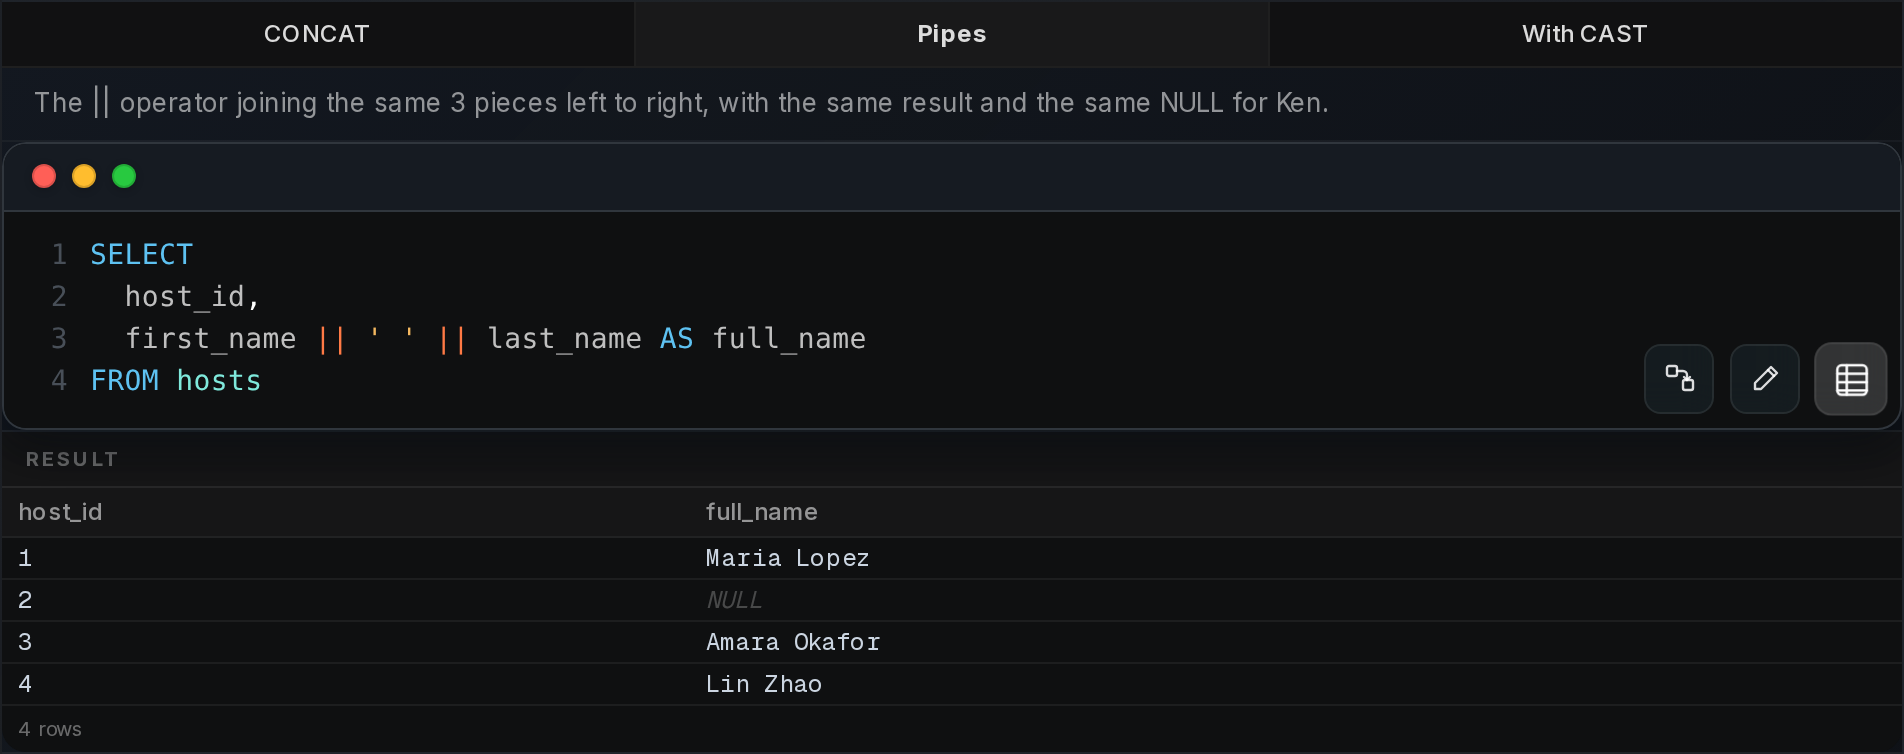 CONCAT
Pipes
With CAST
The || operator joining the same 3 pieces left to right, with the same result and the same NULL for Ken.
1 SELECT
2   host_id,
3   first_name || ' ' || last_name AS full_name
4 FROM hosts
RESULT
host_id full_name
1 Maria Lopez
2 NULL
3 Amara Okafor
4 Lin Zhao
4 rows